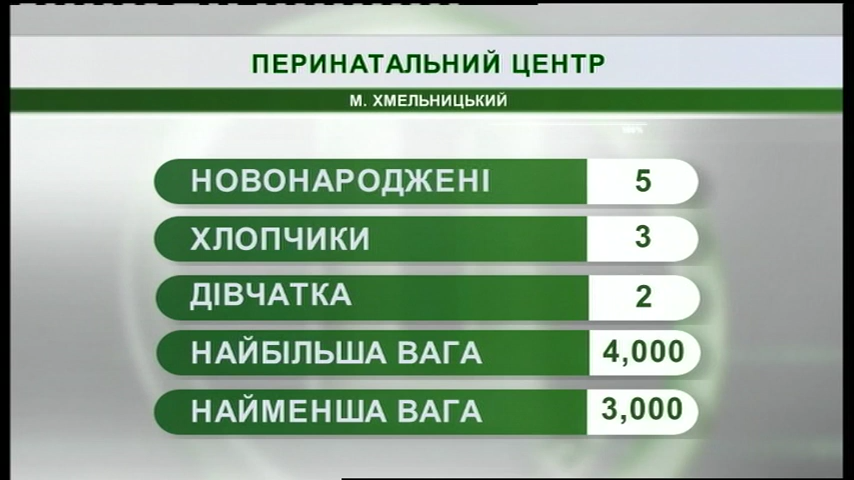 ПЕРИНАТАЛЬНИЙ ЦЕНТР
М. ХМЕЛЬНИЦЬКИЙ
НОВОНАРОДЖЕНІ 5
ХЛОПЧИКИ 3
ДІВЧАТКА 2
НАЙБІЛЬША ВАГА 4,000
НАЙМЕНША ВАГА 3,000